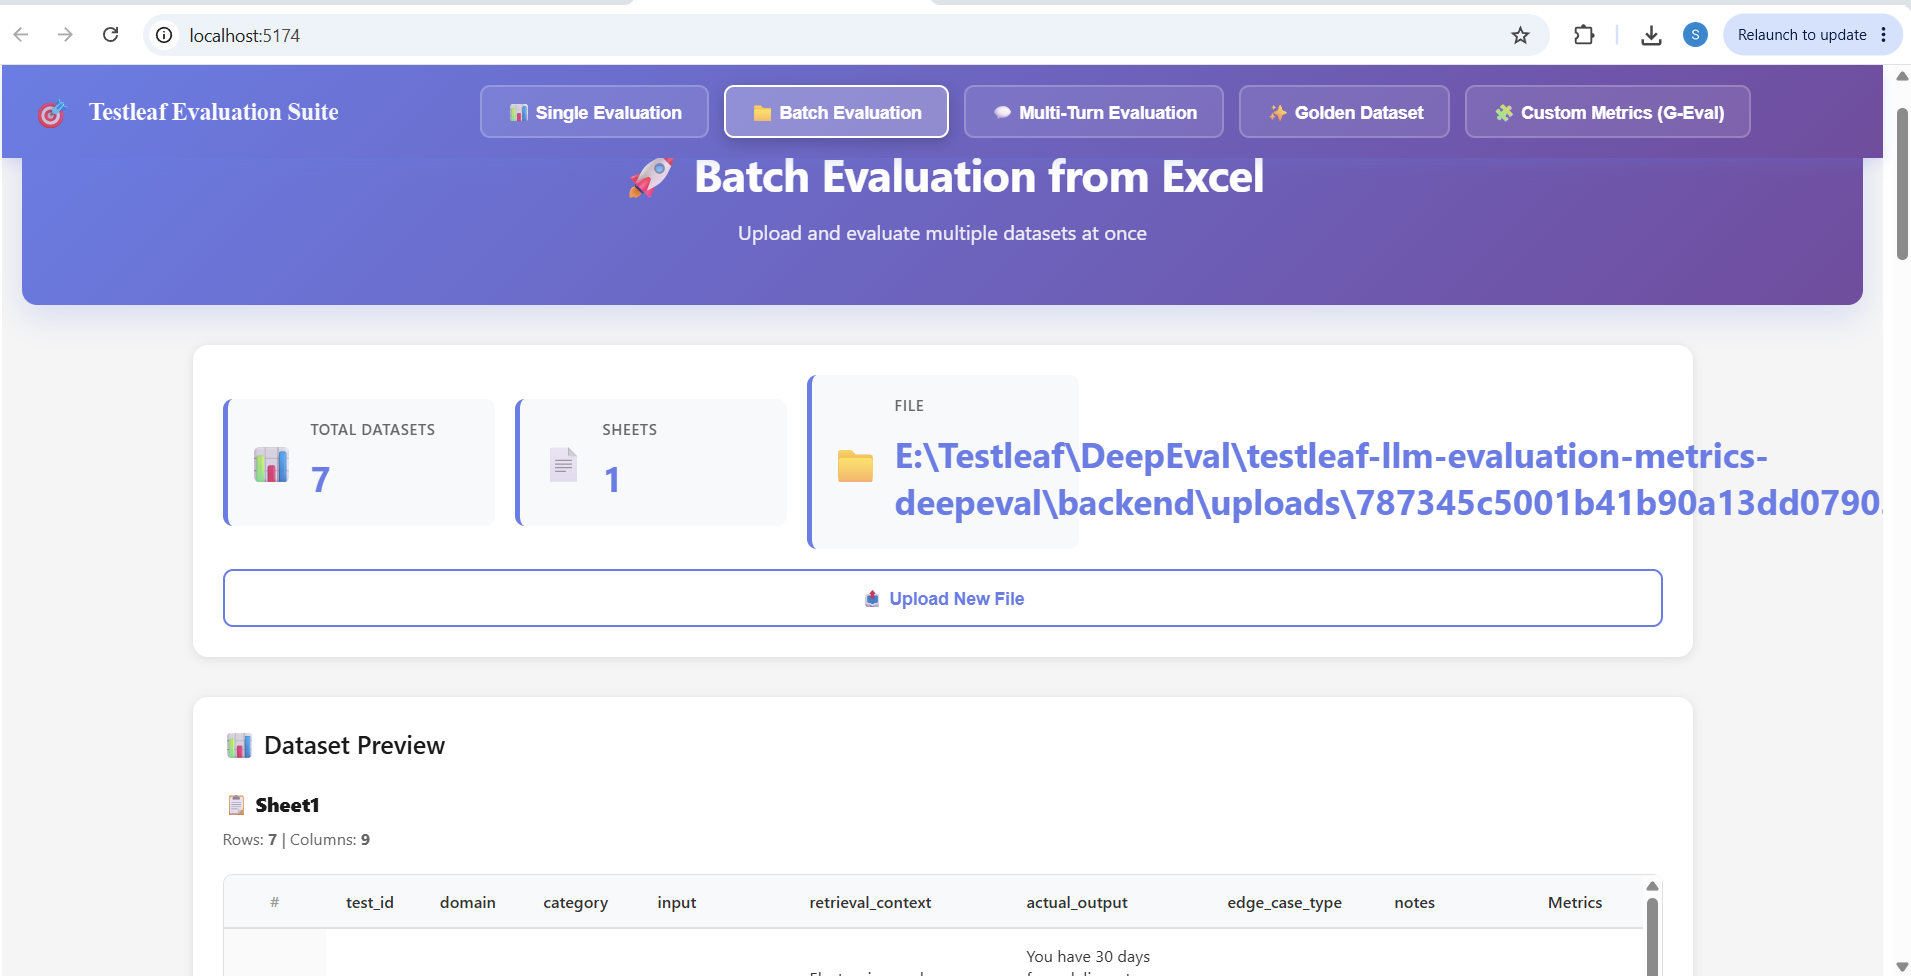 localhost:5174
S
Relaunch to update
Testleaf Evaluation Suite
Single Evaluation
Batch Evaluation
Multi-Turn Evaluation
Golden Dataset
Custom Metrics (G-Eval)
Batch Evaluation from Excel
Upload and evaluate multiple datasets at once
TOTAL DATASETS
7
SHEETS
1
FILE
E:\Testleaf\DeepEval\testleaf-llm-evaluation-metrics-
deepeval\backend\uploads\787345c5001b41b90a13dd0790
Upload New File
Dataset Preview
Sheet1
Rows: 7 | Columns: 9
# test_id domain category input retrieval_context actual_output edge_case_type notes Metrics
You have 30 days